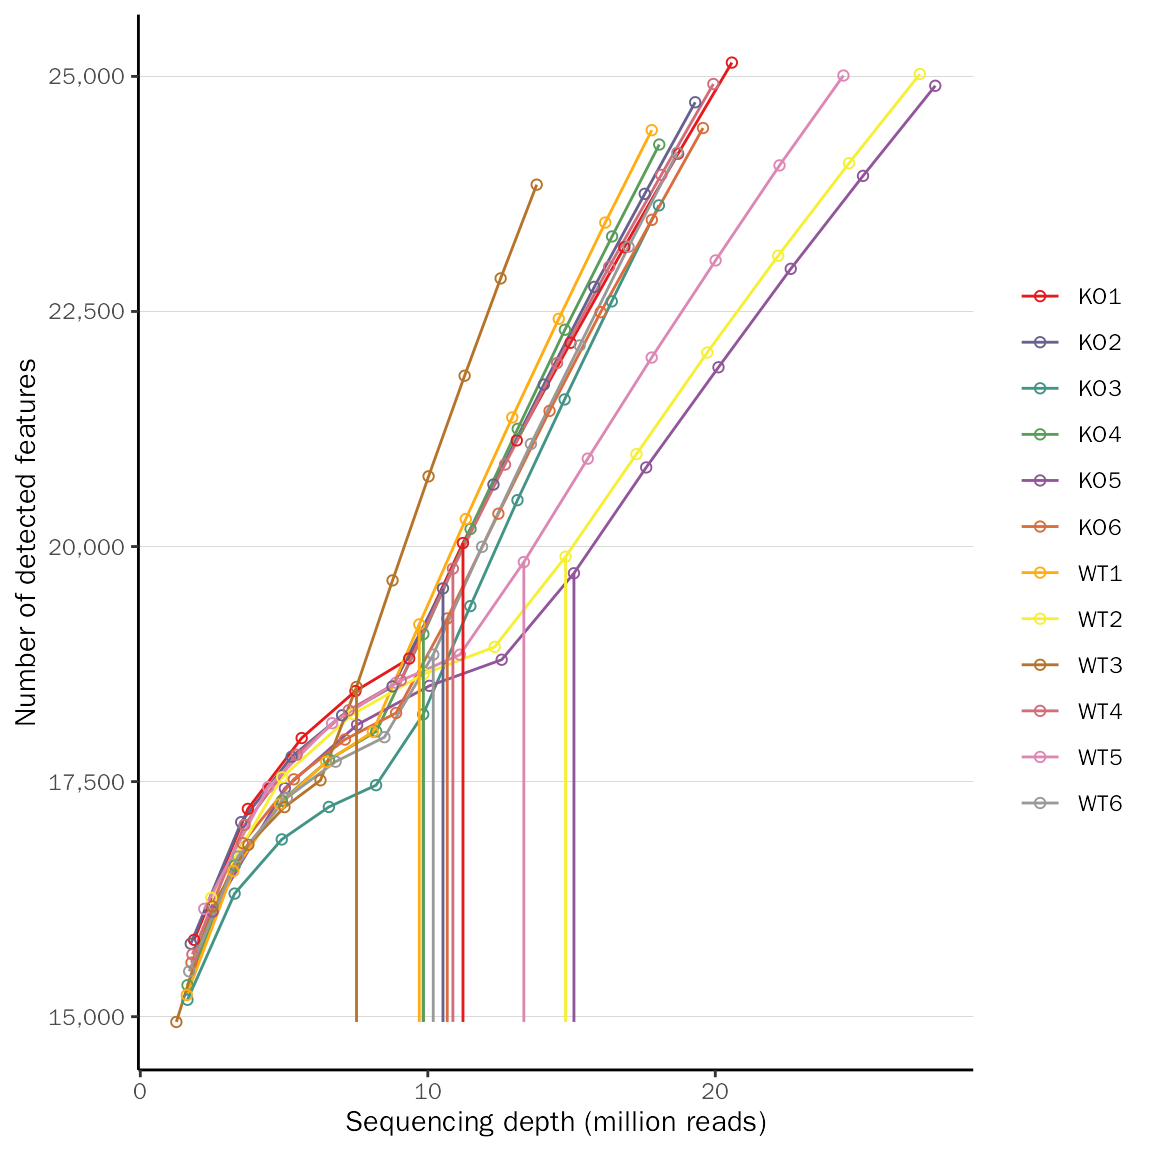 25,000
22,500
20,000
17,500
15,000
0
10
20
Number of detected features
Sequencing depth (million reads)
KO1
KO2
KO3
KO4
KO5
KO6
WT1
WT2
WT3
WT4
WT5
WT6